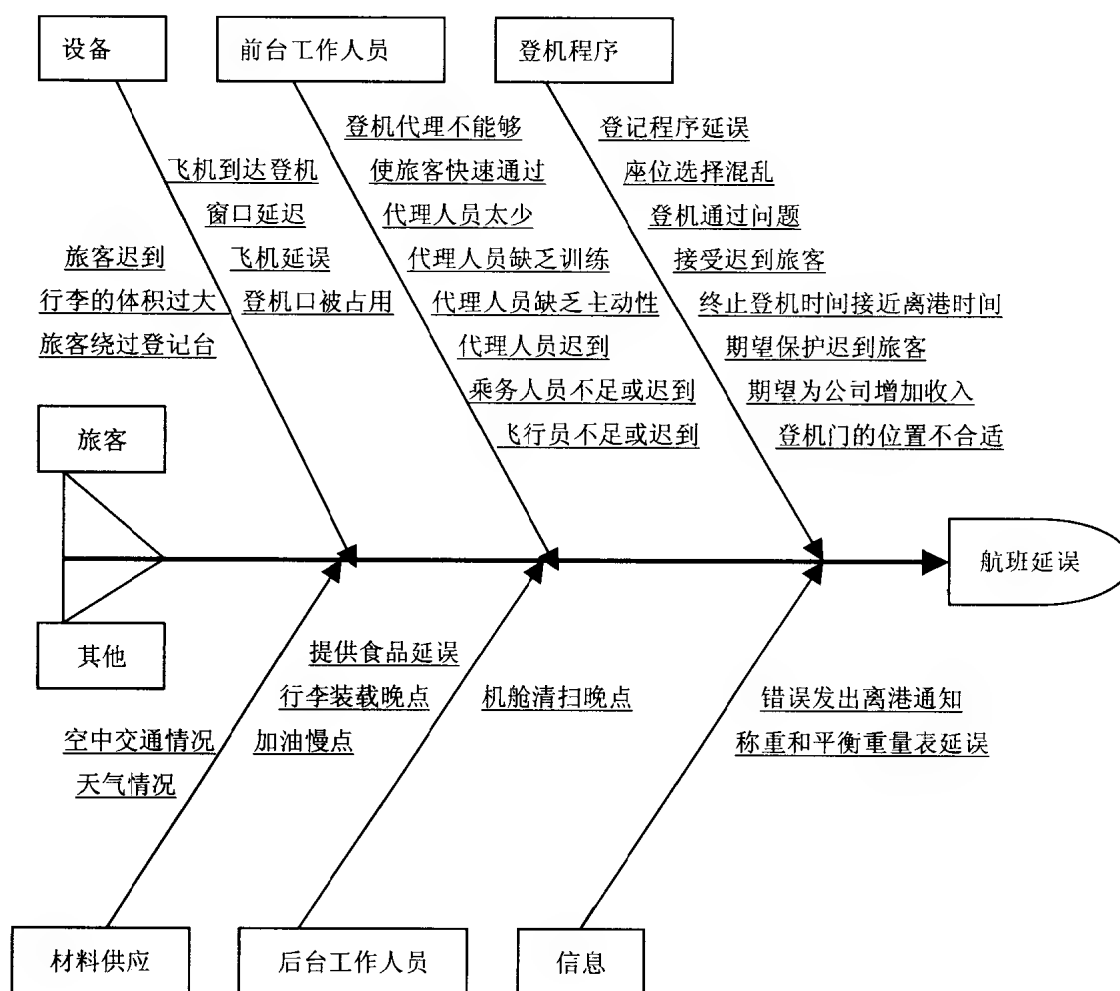 设备
前台工作人员
登机程序
登机代理不能够
使旅客快速通过
代理人员太少
代理人员缺乏训练
代理人员缺乏主动性
代理人员迟到
乘务人员不足或迟到
飞行员不足或迟到
登记程序延误
座位选择混乱
登机通过问题
接受迟到旅客
终止登机时间接近离港时间
期望保护迟到旅客
期望为公司增加收入
登机门的位置不合适
飞机到达登机
窗口延迟
飞机延误
登机口被占用
旅客迟到
行李的体积过大
旅客绕过登记台
旅客
航班延误
其他
提供食品延误
行李装载晚点
加油慢点
机舱清扫晚点
错误发出离港通知
称重和平衡重量表延误
空中交通情况
天气情况
材料供应
后台工作人员
信息